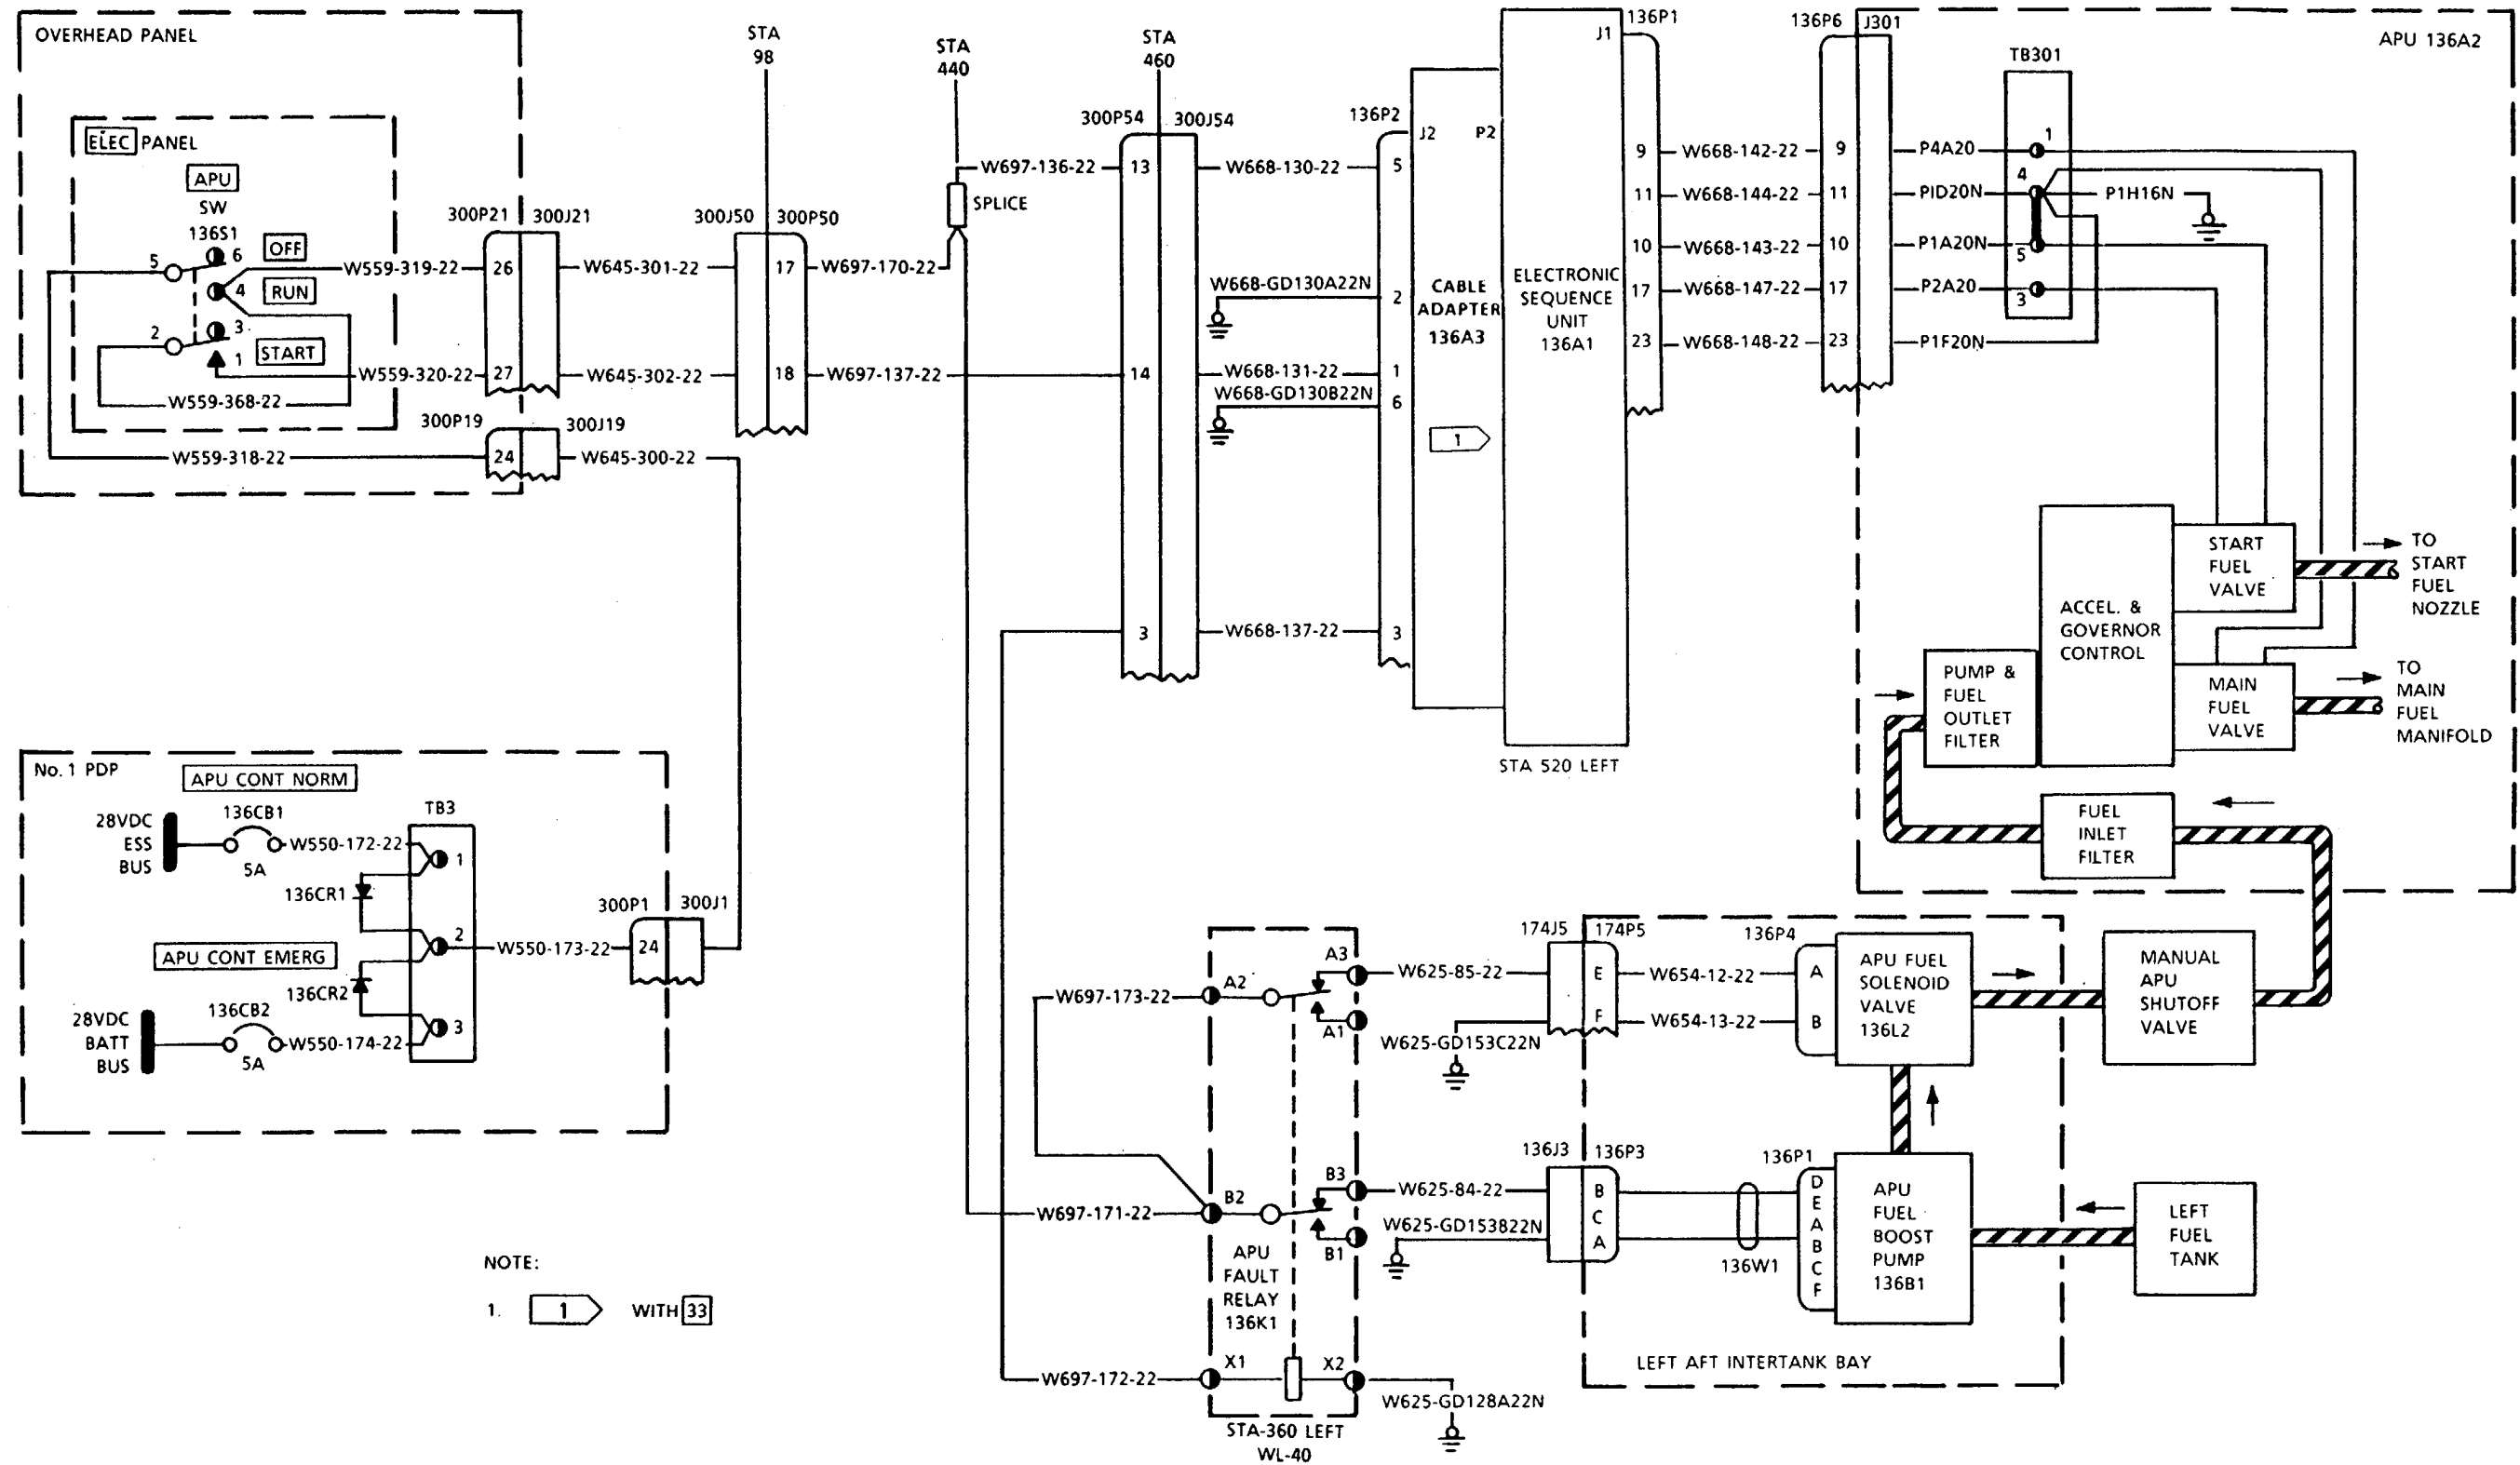 OVERHEAD PANEL
ELEC PANEL
APU
SW
136S1
OFF
RUN
START
5
6
4
2
3
1
W559-319-22
W559-320-22
W559-368-22
W559-318-22
300P21
300J21
26
27
300P19
300J19
24
W645-301-22
W645-302-22
W645-300-22
STA
98
300J50
300P50
17
18
W697-170-22
W697-137-22
STA
440
SPLICE
W697-136-22
STA
460
300P54
300J54
13
14
3
W668-130-22
W668-GD130A22N
W668-131-22
W668-GD130B22N
W668-137-22
136P2
5
2
1
6
3
J2
P2
CABLE
ADAPTER
136A3
1
J1
ELECTRONIC
SEQUENCE
UNIT
136A1
STA 520 LEFT
136P1
9
11
10
17
23
W668-142-22
W668-144-22
W668-143-22
W668-147-22
W668-148-22
136P6
J301
9
11
10
17
23
APU 136A2
P4A20
PID20N
P1A20N
P2A20
P1F20N
TB301
1
4
5
3
P1H16N
START
FUEL
VALVE
TO
START
FUEL
NOZZLE
ACCEL. &
GOVERNOR
CONTROL
MAIN
FUEL
VALVE
TO
MAIN
FUEL
MANIFOLD
PUMP &
FUEL
OUTLET
FILTER
FUEL
INLET
FILTER
No. 1 PDP
APU CONT NORM
28VDC
ESS
BUS
136CB1
5A
W550-172-22
TB3
1
136CR1
2
APU CONT EMERG
136CR2
3
28VDC
BATT
BUS
136CB2
5A
W550-174-22
W550-173-22
300P1
300J1
24
NOTE:
1. 1 WITH 33
W697-173-22
W697-171-22
W697-172-22
A2
A3
A1
B2
B3
B1
APU
FAULT
RELAY
136K1
X1
X2
STA-360 LEFT
WL-40
W625-85-22
W625-GD153C22N
W625-84-22
W625-GD153B22N
W625-GD128A22N
174J5
174P5
E
F
W654-12-22
W654-13-22
136P4
A
B
APU FUEL
SOLENOID
VALVE
136L2
MANUAL
APU
SHUTOFF
VALVE
136J3
136P3
B
C
A
136W1
136P1
D
E
A
B
C
F
APU
FUEL
BOOST
PUMP
136B1
LEFT
FUEL
TANK
LEFT AFT INTERTANK BAY